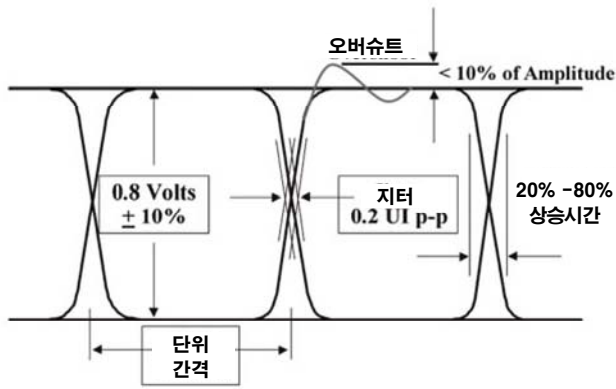 오버슈트
< 10% of Amplitude
0.8 Volts
± 10%
지터
0.2 UI p-p
20% -80%
상승시간
단위
간격